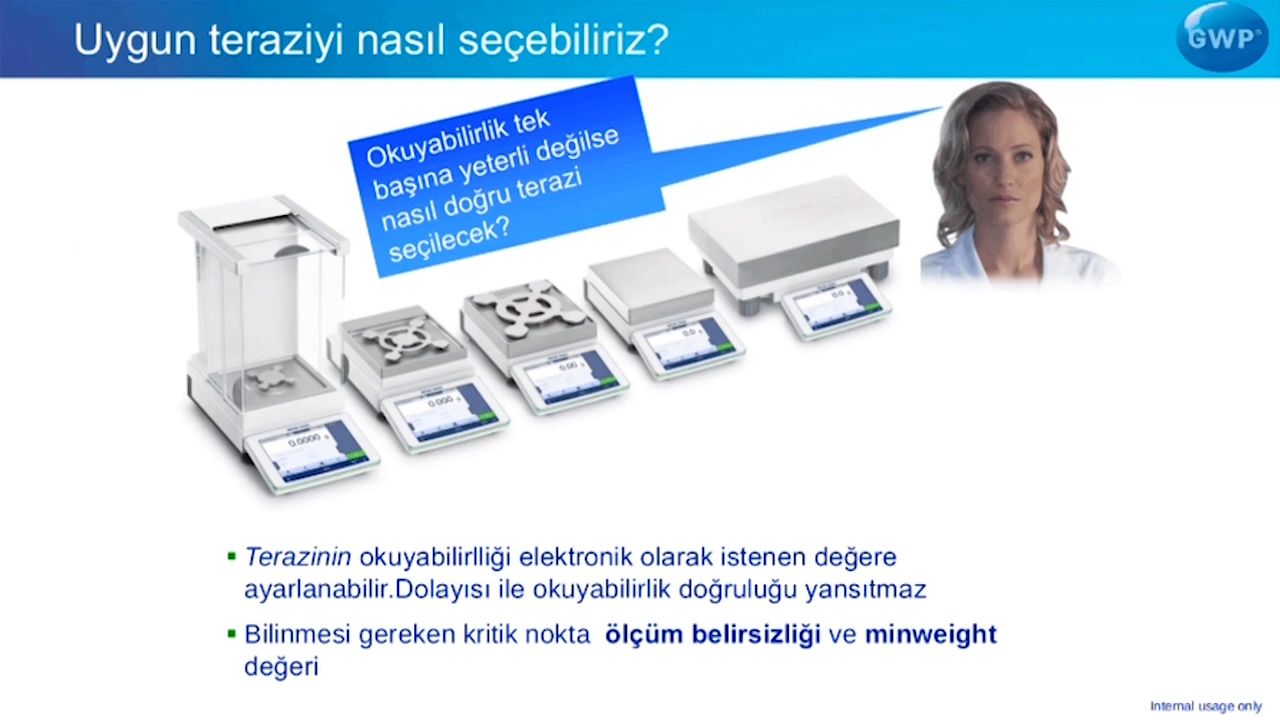 Uygun teraziyi nasıl seçebiliriz?
GWP®
Okuyabilirlik tek
başına yeterli değilse
nasıl doğru terazi
seçilecek?
0.0 g
0.0 g
0.00 g
0.000 g
0.0000 g
Terazinin okuyabilirlliği elektronik olarak istenen değere
ayarlanabilir.Dolayısı ile okuyabilirlik doğruluğu yansıtmaz
Bilinmesi gereken kritik nokta ölçüm belirsizliği ve minweight
değeri
Internal usage only